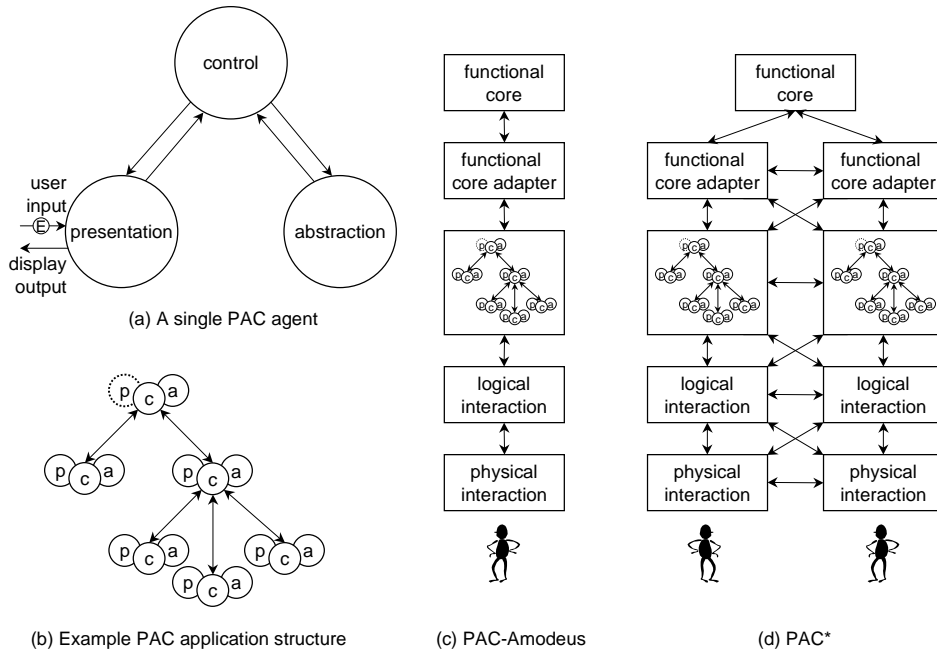 control
user
input
E
presentation
abstraction
display
output
(a) A single PAC agent
p c a
p c a
p c a
p c a
p c a
p c a
(b) Example PAC application structure
functional
core
functional
core adapter
p c a
p c a
p c a
p c a
p c a
p c a
logical
interaction
physical
interaction
(c) PAC-Amodeus
functional
core
functional
core adapter
functional
core adapter
p c a
p c a
p c a
p c a
p c a
p c a
p c a
p c a
p c a
p c a
p c a
p c a
logical
interaction
logical
interaction
physical
interaction
physical
interaction
(d) PAC*